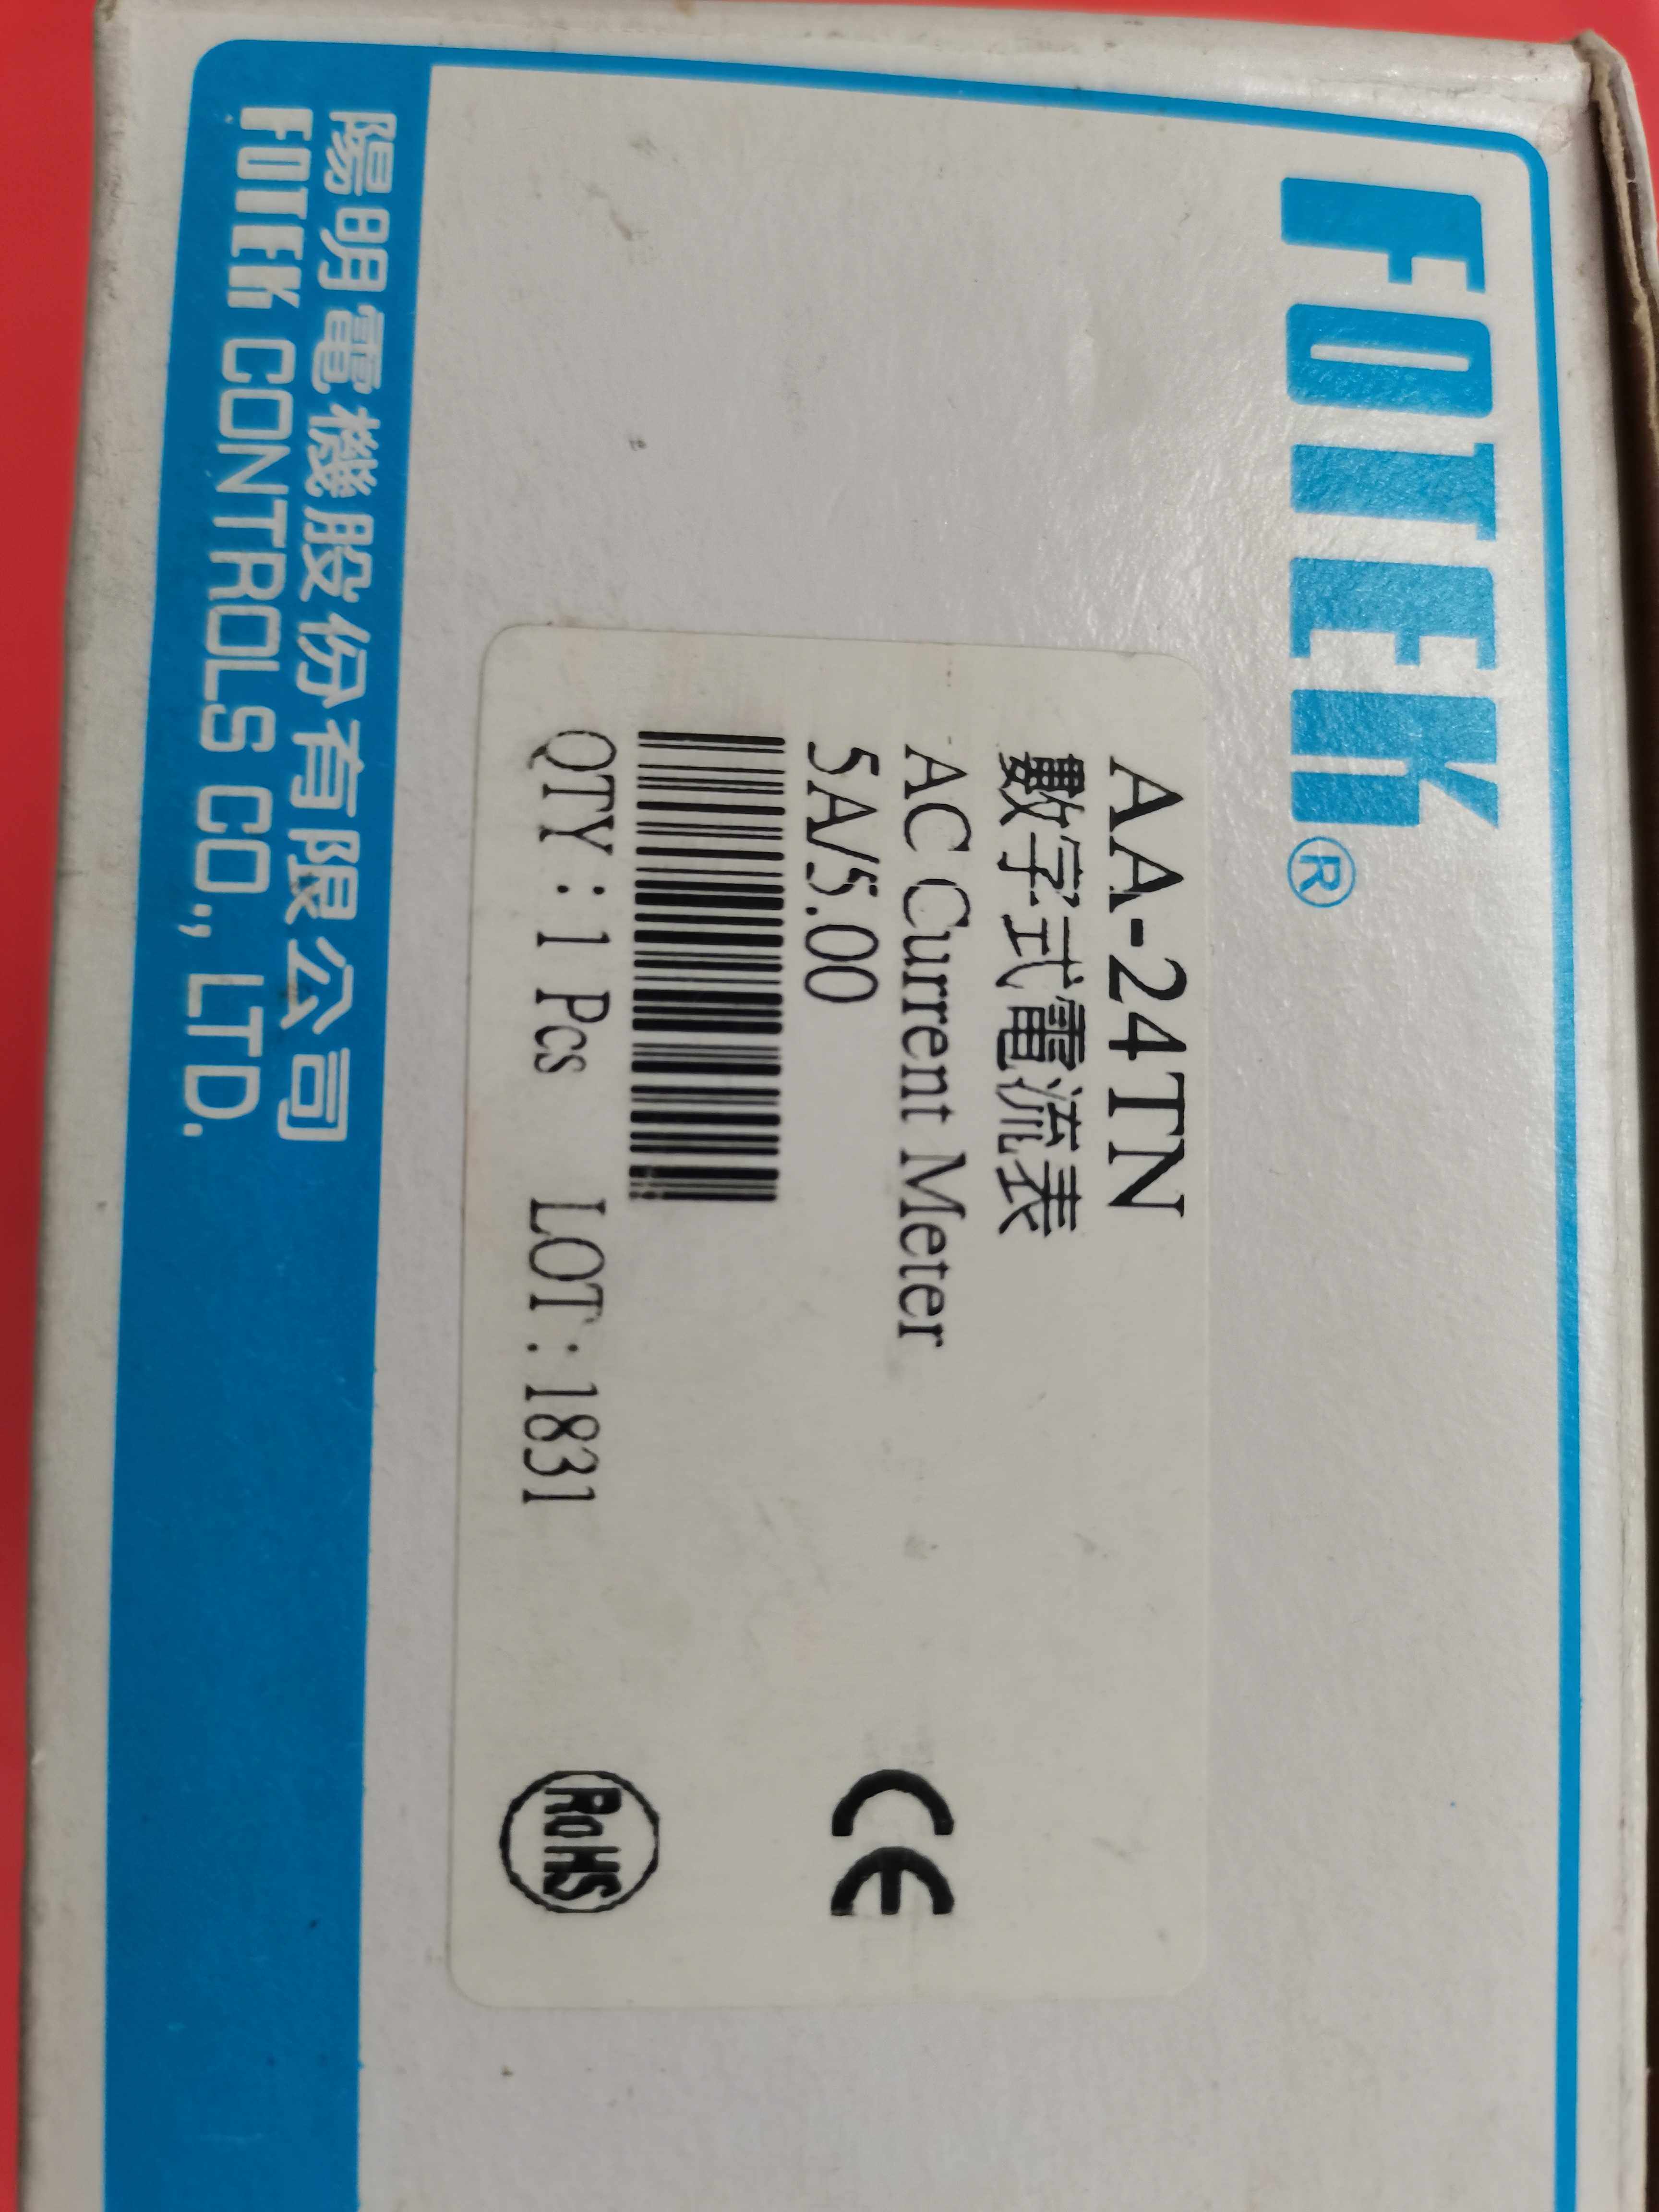 FOTEK®
AA-24TN
數字式電流表
AC Current Meter
5A/5.00
QTY : 1 Pcs LOT : 1831
CE
RoHS
陽明電機股份有限公司
FOTEK CONTROLS CO., LTD.